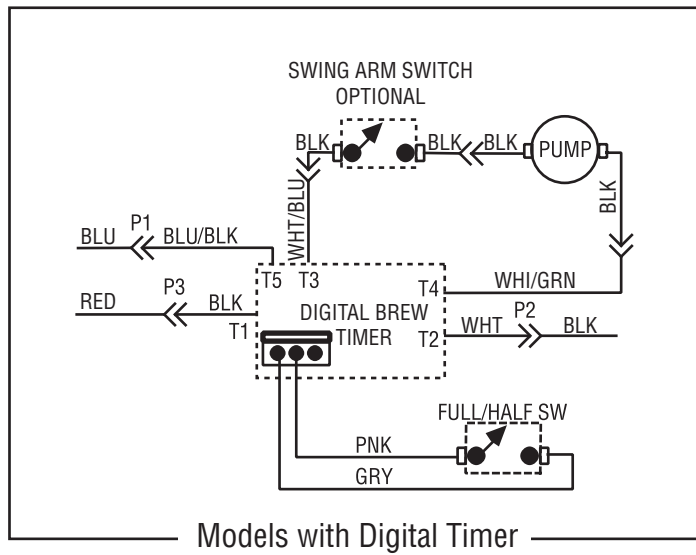 SWING ARM SWITCH
OPTIONAL
BLK
BLK
BLK
PUMP
BLK
WHT/BLU
BLU
P1
BLU/BLK
T5
T3
RED
P3
BLK
T1
DIGITAL BREW
TIMER
T4
WHI/GRN
T2
WHT
P2
BLK
FULL/HALF SW
PNK
GRY
Models with Digital Timer